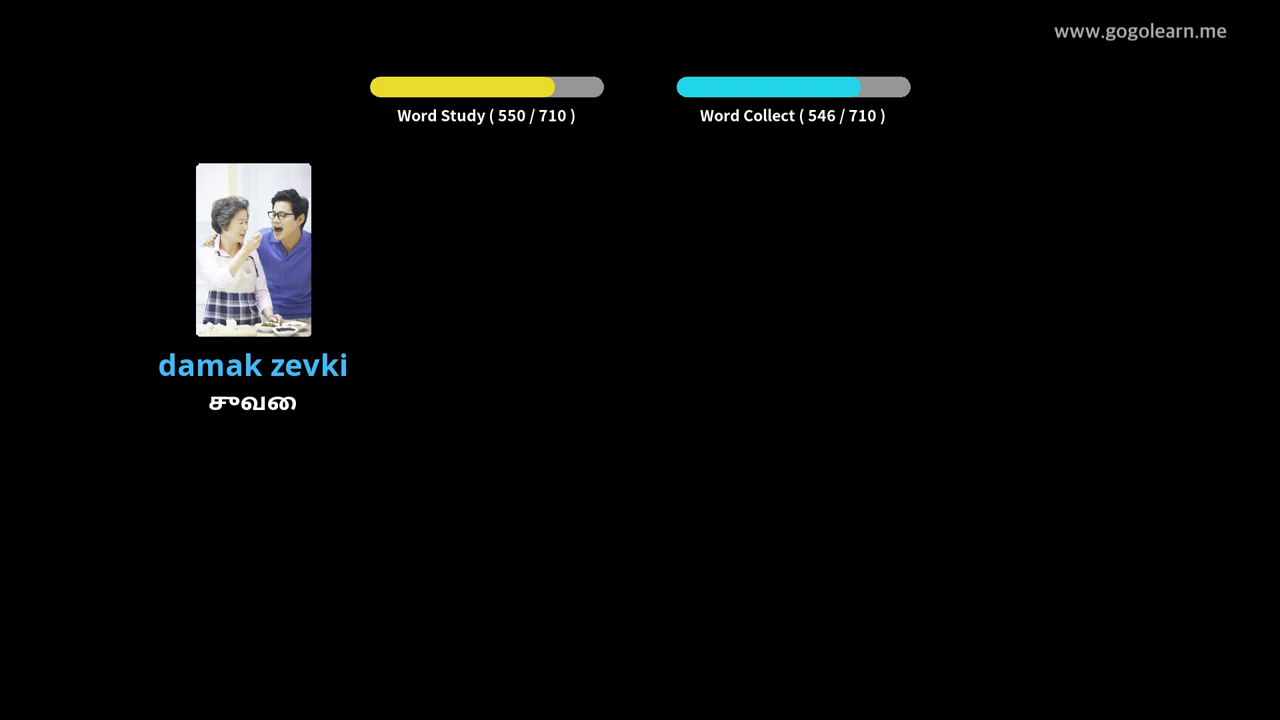 www.gogolearn.me
Word Study ( 550 / 710 )
Word Collect ( 546 / 710 )
damak zevki
சுவை